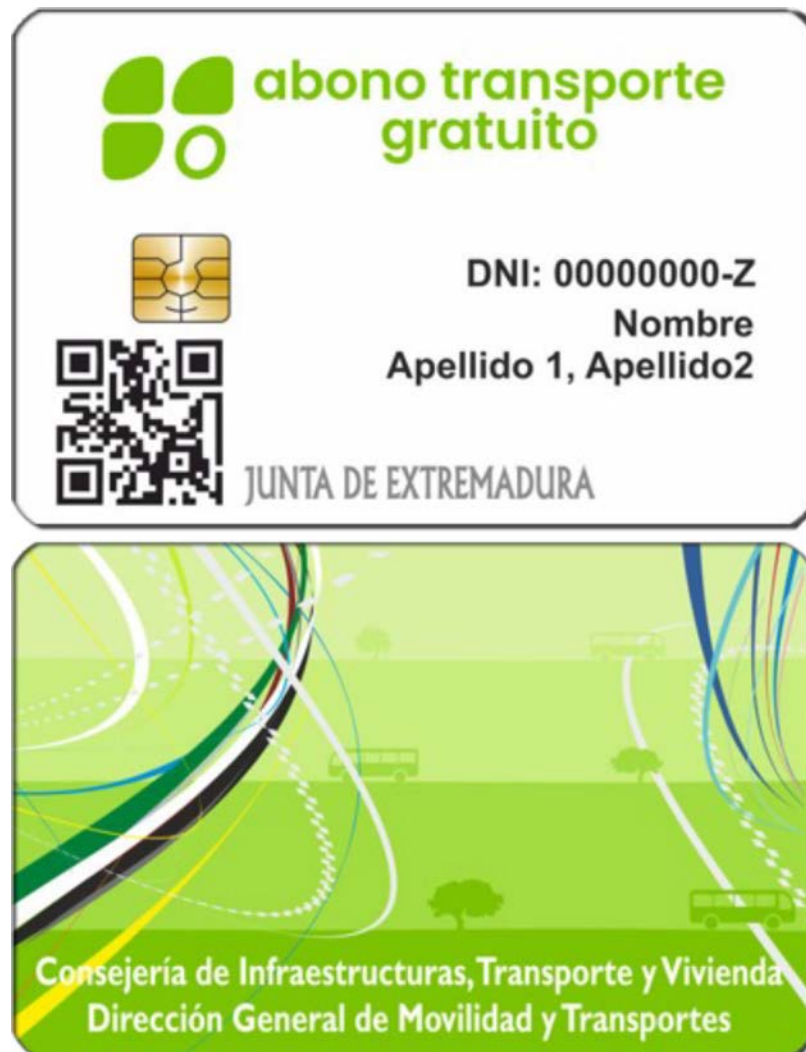 abono transporte
gratuito
DNI: 00000000-Z
Nombre
Apellido 1, Apellido2
JUNTA DE EXTREMADURA
Consejería de Infraestructuras, Transporte y Vivienda
Dirección General de Movilidad y Transportes